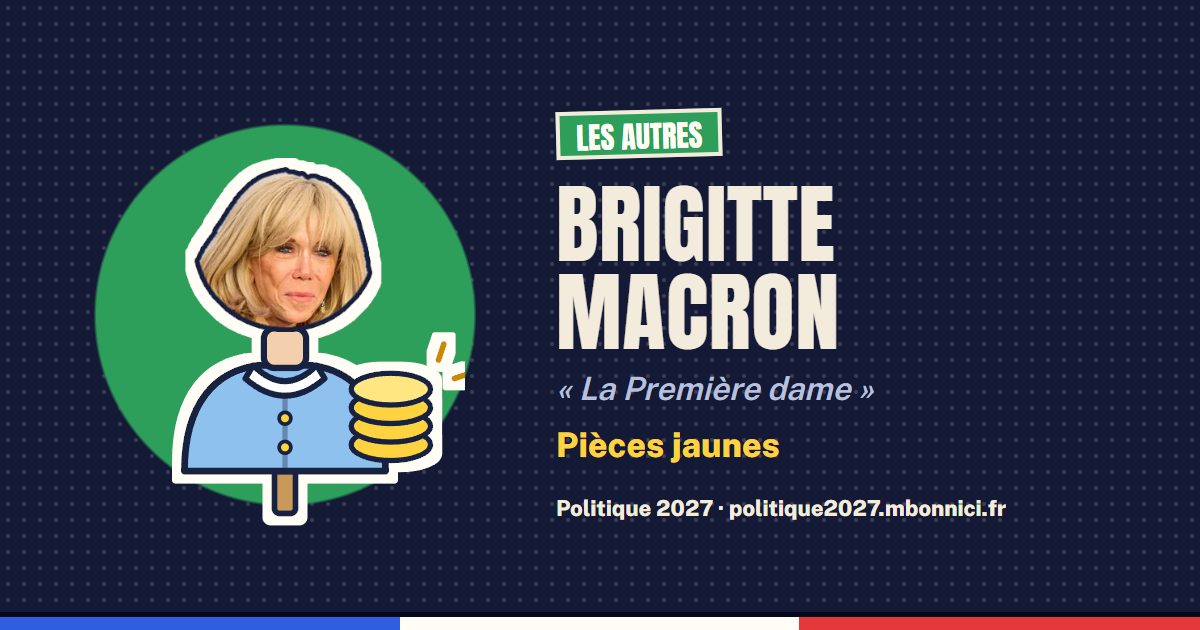 LES AUTRES
BRIGITTE
MACRON
« La Première dame »
Pièces jaunes
Politique 2027 · politique2027.mbonnici.fr